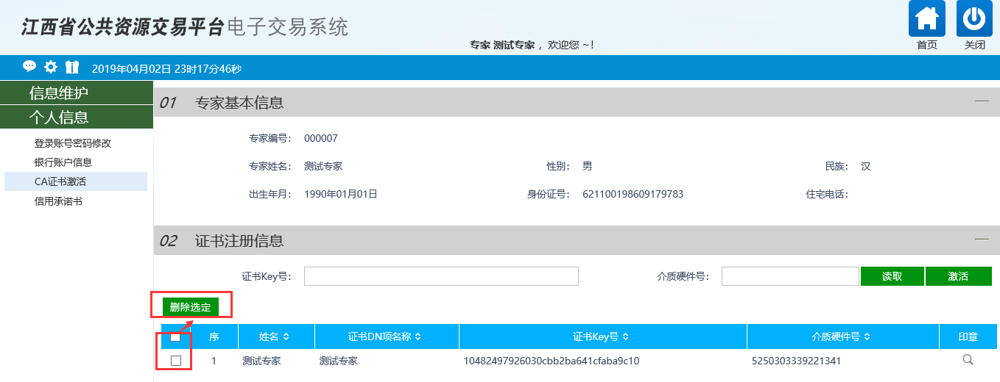 江西省公共资源交易平台电子交易系统
专家 测试专家 ，欢迎您 ~!
首页
关闭
2019年04月02日 23时17分46秒
信息维护
个人信息
登录账号密码修改
银行账户信息
CA证书激活
信用承诺书
01 专家基本信息
专家编号： 000007
专家姓名： 测试专家 性别： 男 民族： 汉
出生年月： 1990年01月01日 身份证号： 621100198609179783 住宅电话：
02 证书注册信息
证书Key号： 介质硬件号： 读取 激活
删除选定
序 姓名 证书DN项名称 证书Key号 介质硬件号 印章
1 测试专家 测试专家 10482497926030cbb2ba641cfaba9c10 5250303339221341